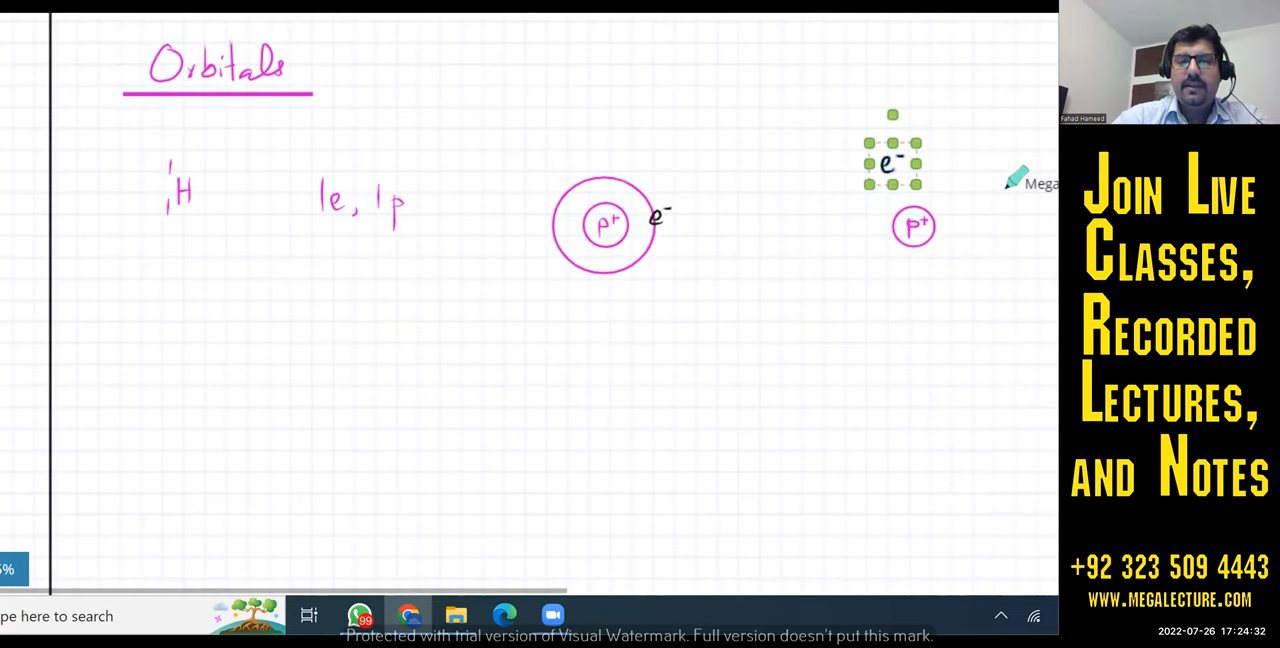 Orbitals
1
1 H
1e, 1p
p+
e-
e-
p+
Mega
5%
pe here to search
99
Protected with trial version of Visual Watermark. Full version doesn't put this mark.
Fahad Hameed
JOIN LIVE
CLASSES,
RECORDED
LECTURES,
AND NOTES
+92 323 509 4443
WWW.MEGALECTURE.COM
2022-07-26 17:24:32